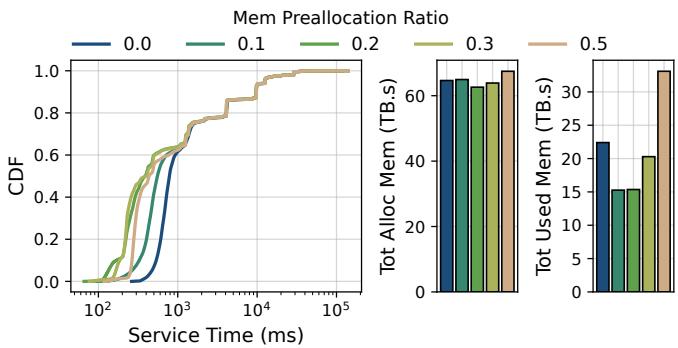 Mem Preallocation Ratio
0.0 0.1 0.2 0.3 0.5
CDF
1.0
0.8
0.6
0.4
0.2
0.0
10² 10³ 10⁴ 10⁵
Service Time (ms)
Tot Alloc Mem (TB.s)
60
40
20
0
Tot Used Mem (TB.s)
30
25
20
15
10
5
0